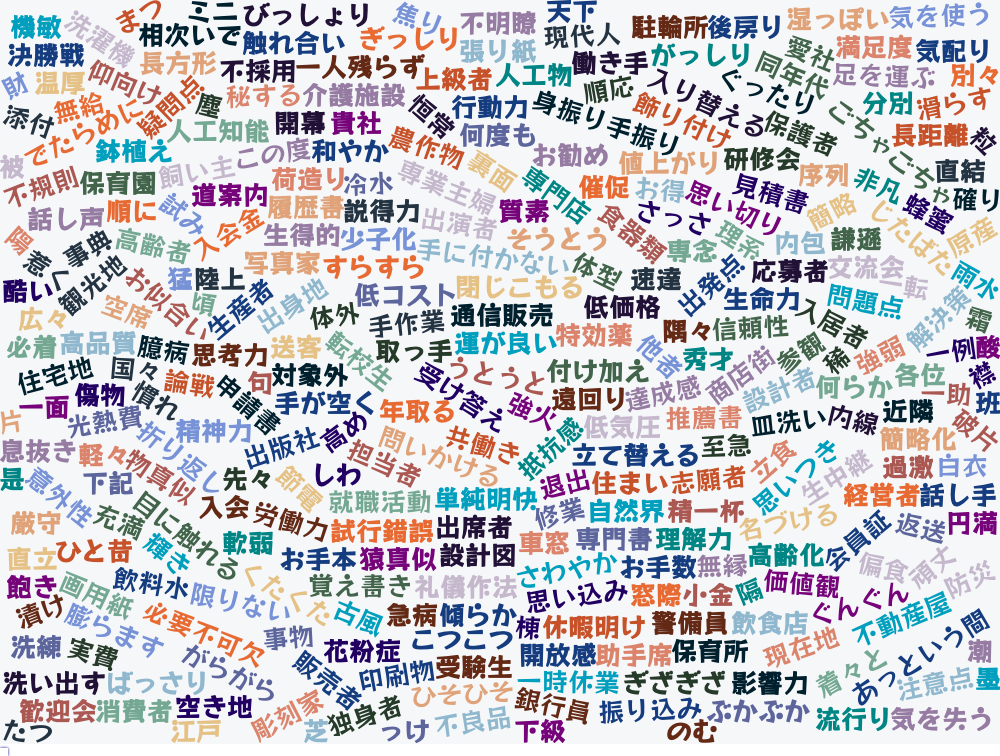 機敏
洗濯機
まつ
ミニ
びっしょり
焦り
不明瞭
天下
駐輪所
後戻り
湿っぽい
気を使う
決勝戦
相次いで
触れ合い
ぎっしり
張り紙
現代人
働き手
がっしり
愛社
満足度
気配り
財
温厚
仰向け
長方形
不採用
一人残らず
上級者
人工物
順応
入り替える
ぐったり
同年代
足を運ぶ
別々
添付
無給
でたらめに
疑問点
塵
秘する
介護施設
恒常
行動力
身振り手振り
飾り付け
保護者
ごちゃごちゃ
分別
滑らす
人工知能
開幕
貴社
農作物
何度も
長距離
粒
被
鉢植え
飼い主
この度
和やか
裏面
お勧め
値上がり
研修会
序列
非凡
直結
不規則
保育園
道案内
荷造り
冷水
専業主婦
専門店
催促
お得
思い切り
見積書
簡略
蜂蜜
確り
話し声
順に
試み
入会金
履歴書
説得力
出演者
質素
食器類
さっさ
理系
内包
謙遜
じたばた
原産
意
事典
高齢者
生得的
少子化
手に付かない
そうとう
専念
酷い
観光地
お似合い
猛
陸上
写真家
すらすら
体型
速達
出発点
応募者
交流会
一転
雨水
広々
空席
頃
生産者
出身地
体外
低コスト
閉じこもる
低価格
生命力
問題点
解決策
霜
手作業
通信販売
特効薬
隅々
信頼性
入居者
必着
高品質
臆病
思考力
送客
転校生
取っ手
運が良い
他者
秀才
参観
強弱
一例
酸
住宅地
国々
論戦
句
対象外
受け答え
うとうと
付け加え
達成感
商店街
設計者
何らか
各位
一助
襟
班
傷物
慣れ
申請書
手が空く
年取る
強火
遠回り
一面
片
光熱費
折り返し
精神力
出版社
高め
問いかける
共働き
抵抗感
低気圧
推薦書
皿洗い
内線
近隣
破片
息抜き
軽々
物真似
担当者
立て替える
至急
立食
思いつき
簡略化
是
意外性
下記
先々
節電
しわ
退出
住まい
志願者
生中継
過激
白衣
目に触れる
入会
就職活動
単純明快
修業
自然界
精一杯
名づける
経営者
話し手
厳守
充満
輝き
労働力
試行錯誤
出席者
車窓
専門書
理解力
会員証
返送
円満
直立
ひと昔
軟弱
お手本
猿真似
設計図
さわやか
お手数
無縁
高齢化
偏食
頑丈
防災
飽き
画用紙
飲料水
限りない
くたくた
覚え書き
礼儀作法
思い込み
窓際
小金
隔
価値観
ぐんぐん
漬け
膨らます
必要不可欠
事物
古風
急病
傾らか
棟
休暇明け
警備員
飲食店
不動産屋
洗練
実費
がらがら
花粉症
こつこつ
開放感
助手席
保育所
現在地
着々と
あっという間
潮
洗い出す
ばっさり
販売者
印刷物
受験生
一時休業
ぎざぎざ
影響力
注意点
墨
歓迎会
消費者
空き地
彫刻家
独身者
ひそひそ
銀行員
振り込み
ぷかぷか
流行り
気を失う
たつ
江戸
芝
つけ
不良品
下級
のむ